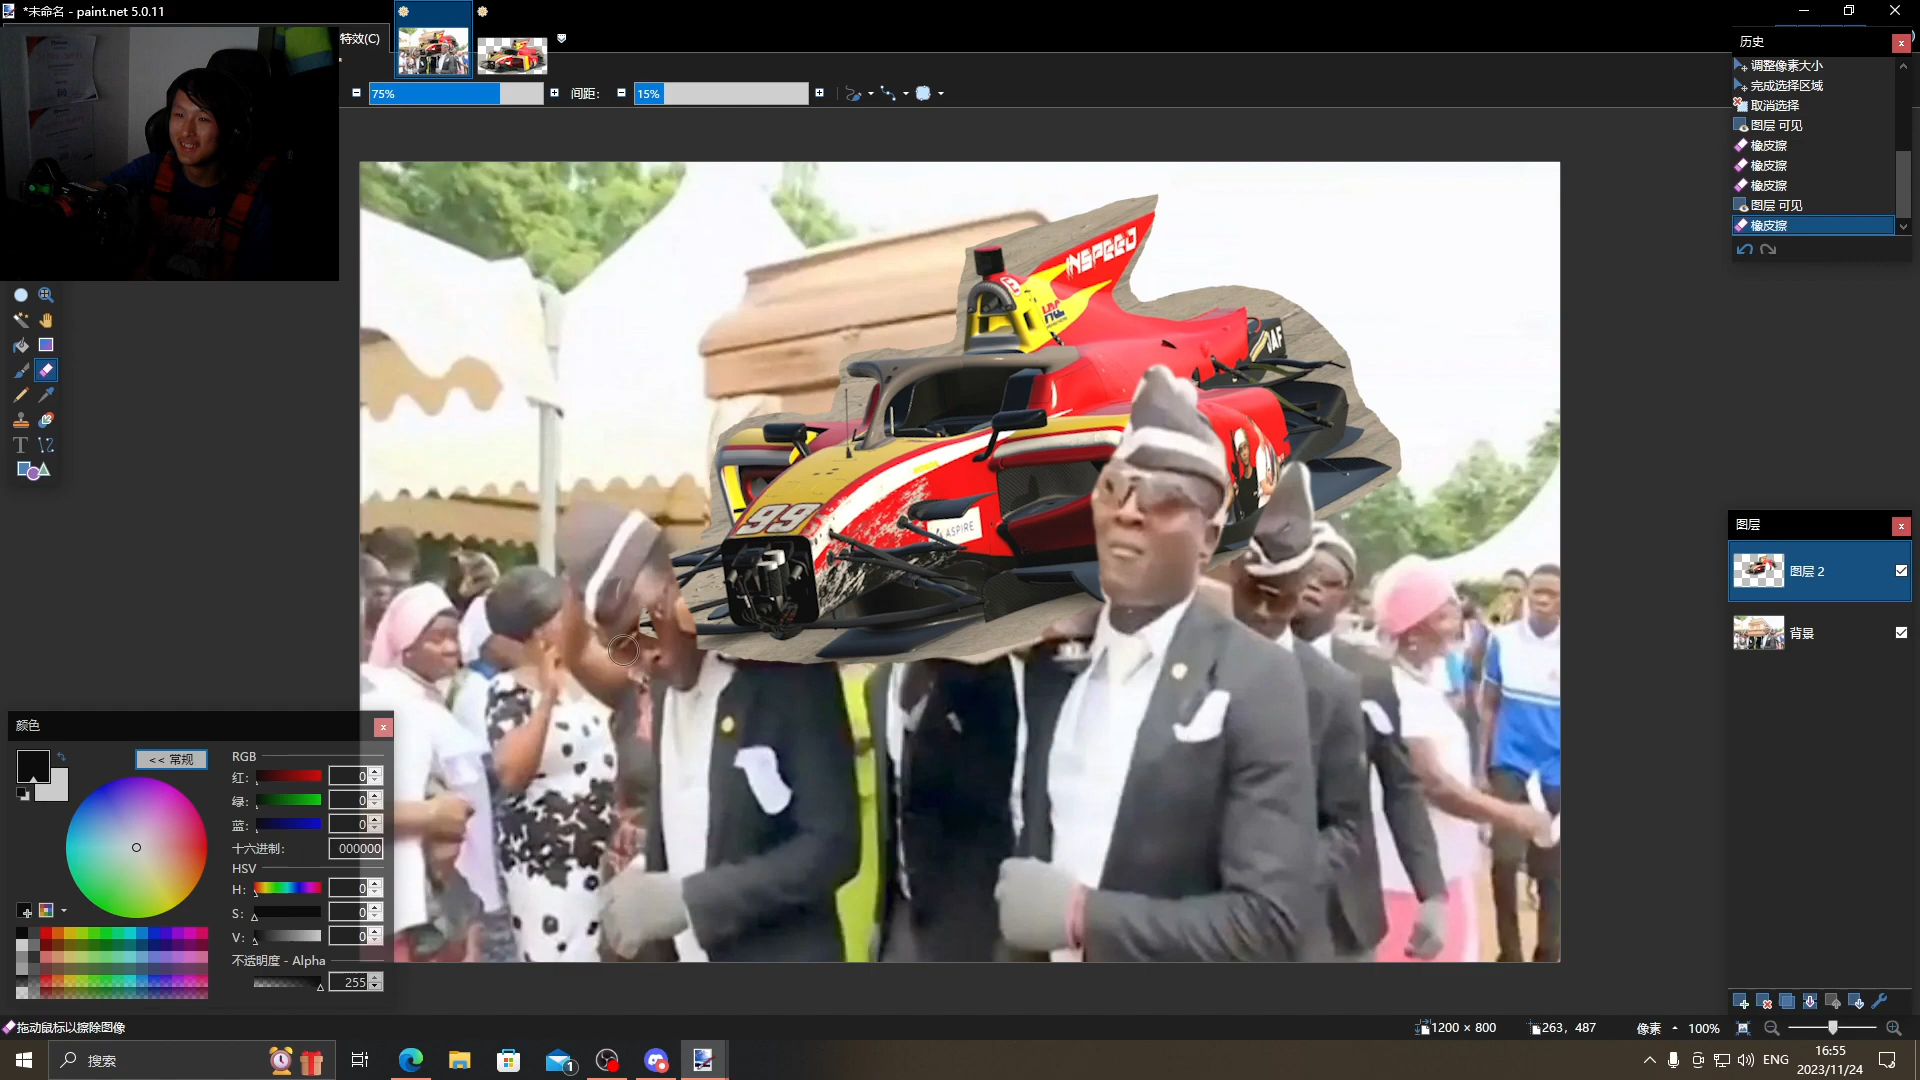 *未命名 - paint.net 5.0.11
特效(C)
75%
间距:
15%
历史
调整像素大小
完成选择区域
取消选择
图层 可见
橡皮擦
橡皮擦
橡皮擦
图层 可见
橡皮擦
INSPEED
VAF
99
ASPIRE
图层
图层 2
背景
颜色
<< 常规
RGB
红:
0
绿:
0
蓝:
0
十六进制:
000000
HSV
H:
0
S:
0
V:
0
不透明度 - Alpha
255
拖动鼠标以擦除图像
1200 × 800
263, 487
像素
100%
搜索
1
ENG
16:55
2023/11/24